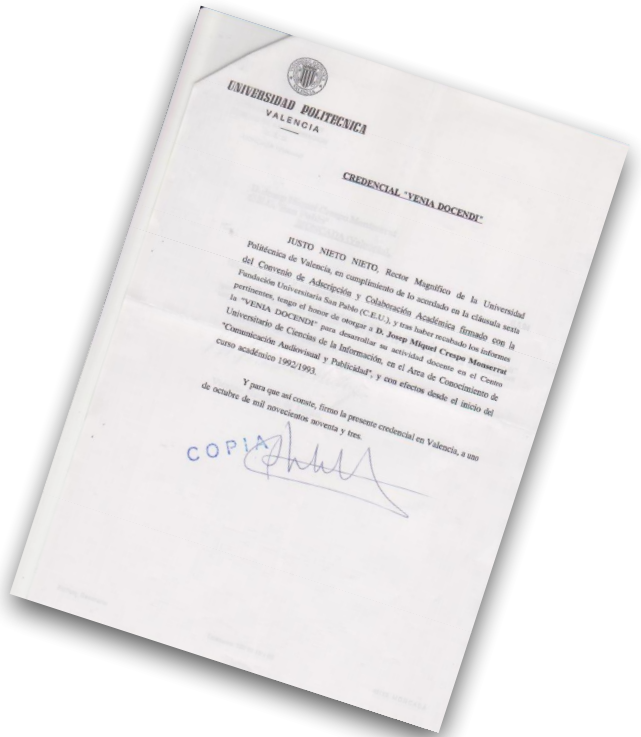 UNIVERSIDAD POLITECNICA
VALENCIA
CREDENCIAL "VENIA DOCENDI"
JUSTO NIETO NIETO, Rector Magnífico de la Universidad
Politécnica de Valencia, en cumplimiento de lo acordado en la cláusula sexta
del Convenio de Adscripción y Colaboración Académica firmado con la
Fundación Universitaria San Pablo (C.E.U.), y tras haber recabado los informes
pertinentes, tengo el honor de otorgar a D. Josep Miquel Crespo Monserrat
la "VENIA DOCENDI" para desarrollar su actividad docente en el Centro
Universitario de Ciencias de la Información, en el Area de Conocimiento de
"Comunicación Audiovisual y Publicidad", y con efectos desde el inicio del
curso académico 1992/1993.
Y para que así conste, firmo la presente credencial en Valencia, a uno
de octubre de mil novecientos noventa y tres.
COPIA